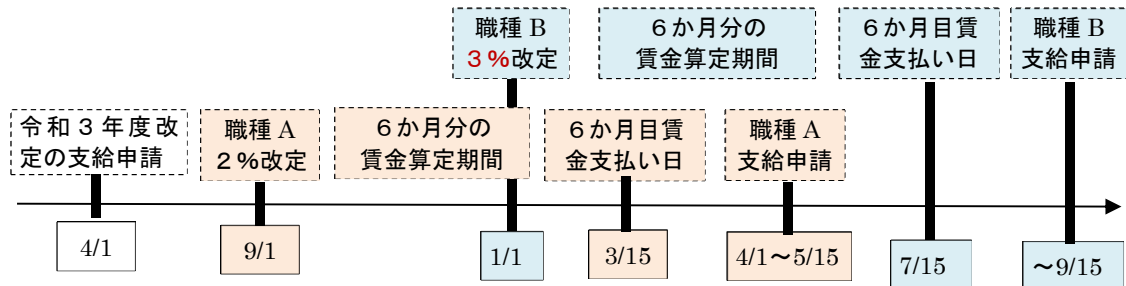 職種 B
３％改定
６か月分の
賃金算定期間
６か月目賃
金支払い日
職種 B
支給申請
令和３年度改
定の支給申請
職種 A
２％改定
６か月分の
賃金算定期間
６か月目賃
金支払い日
職種 A
支給申請
4/1
9/1
1/1
3/15
4/1～5/15
7/15
～9/15